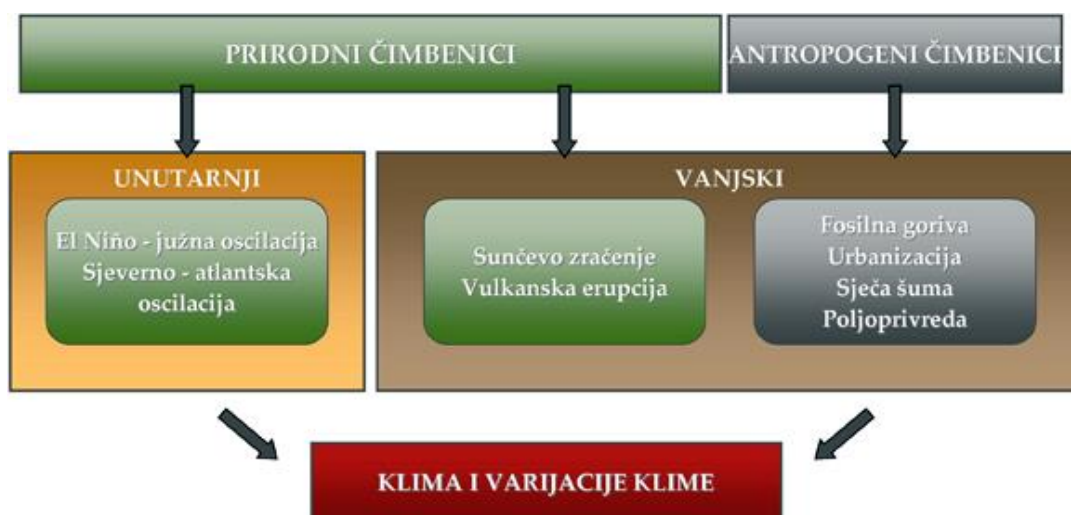 PRIRODNI ČIMBENICI
ANTROPOGENI ČIMBENICI
UNUTARNJI
El Niño - južna oscilacija
Sjeverno - atlantska
oscilacija
VANJSKI
Sunčevo zračenje
Vulkanska erupcija
Fosilna goriva
Urbanizacija
Sječa šuma
Poljoprivreda
KLIMA I VARIJACIJE KLIME